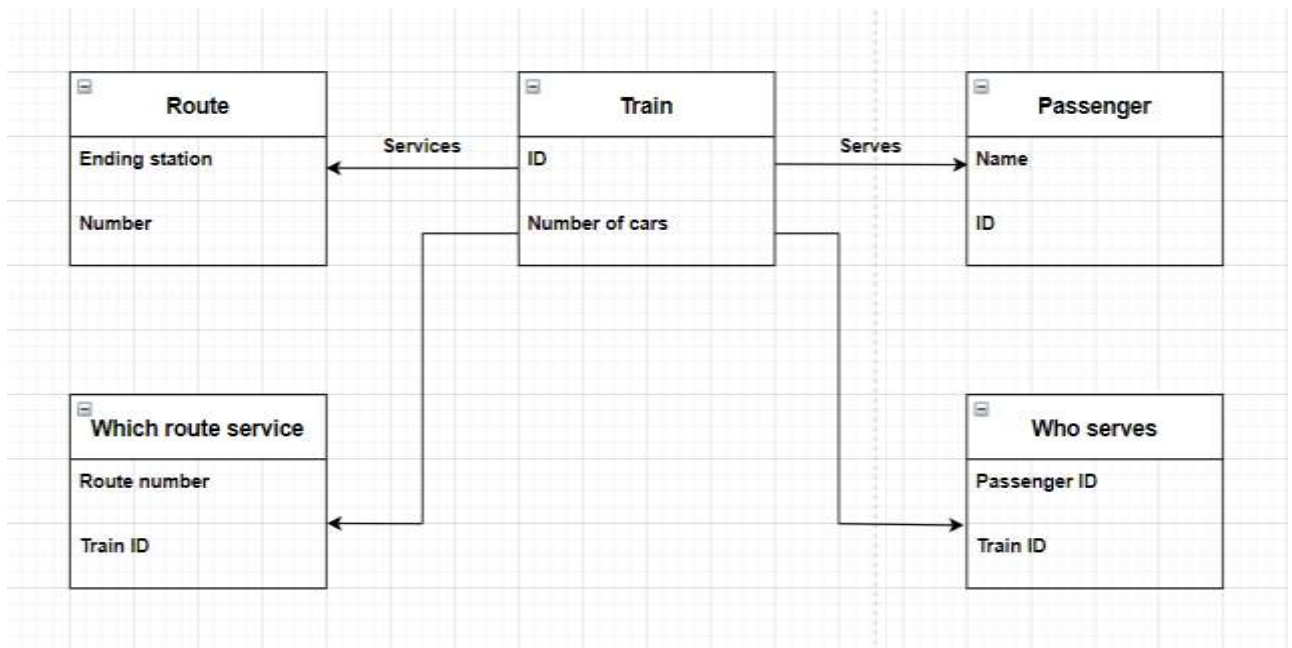 Route
Ending station
Number
Services
Train
ID
Number of cars
Serves
Passenger
Name
ID
Which route service
Route number
Train ID
Who serves
Passenger ID
Train ID